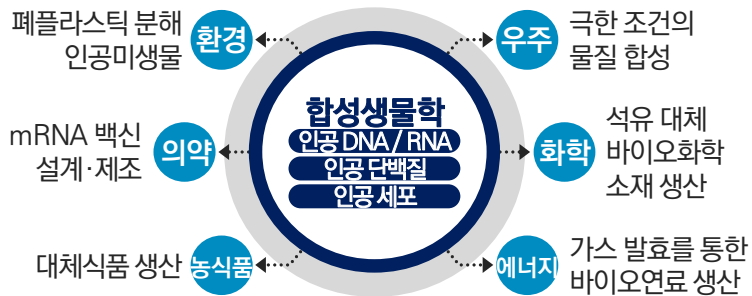 폐플라스틱 분해
인공미생물
환경
우주
극한 조건의
물질 합성
합성생물학
인공 DNA / RNA
인공 단백질
인공 세포
mRNA 백신
설계·제조
의약
화학
석유 대체
바이오화학
소재 생산
대체식품 생산
농식품
에너지
가스 발효를 통한
바이오연료 생산